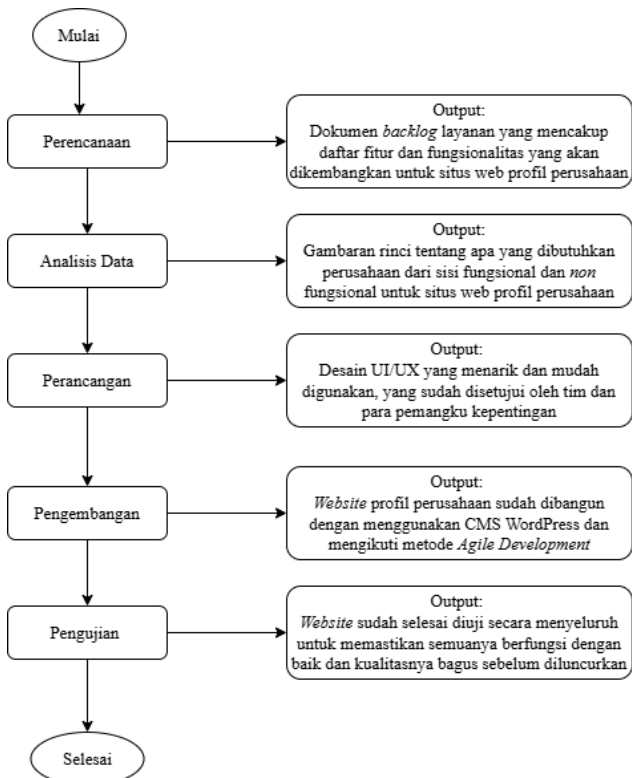 Mulai
Perencanaan
Output:
Dokumen backlog layanan yang mencakup
daftar fitur dan fungsionalitas yang akan
dikembangkan untuk situs web profil perusahaan
Analisis Data
Output:
Gambaran rinci tentang apa yang dibutuhkan
perusahaan dari sisi fungsional dan non
fungsional untuk situs web profil perusahaan
Perancangan
Output:
Desain UI/UX yang menarik dan mudah
digunakan, yang sudah disetujui oleh tim dan
para pemangku kepentingan
Pengembangan
Output:
Website profil perusahaan sudah dibangun
dengan menggunakan CMS WordPress dan
mengikuti metode Agile Development
Pengujian
Output:
Website sudah selesai diuji secara menyeluruh
untuk memastikan semuanya berfungsi dengan
baik dan kualitasnya bagus sebelum diluncurkan
Selesai